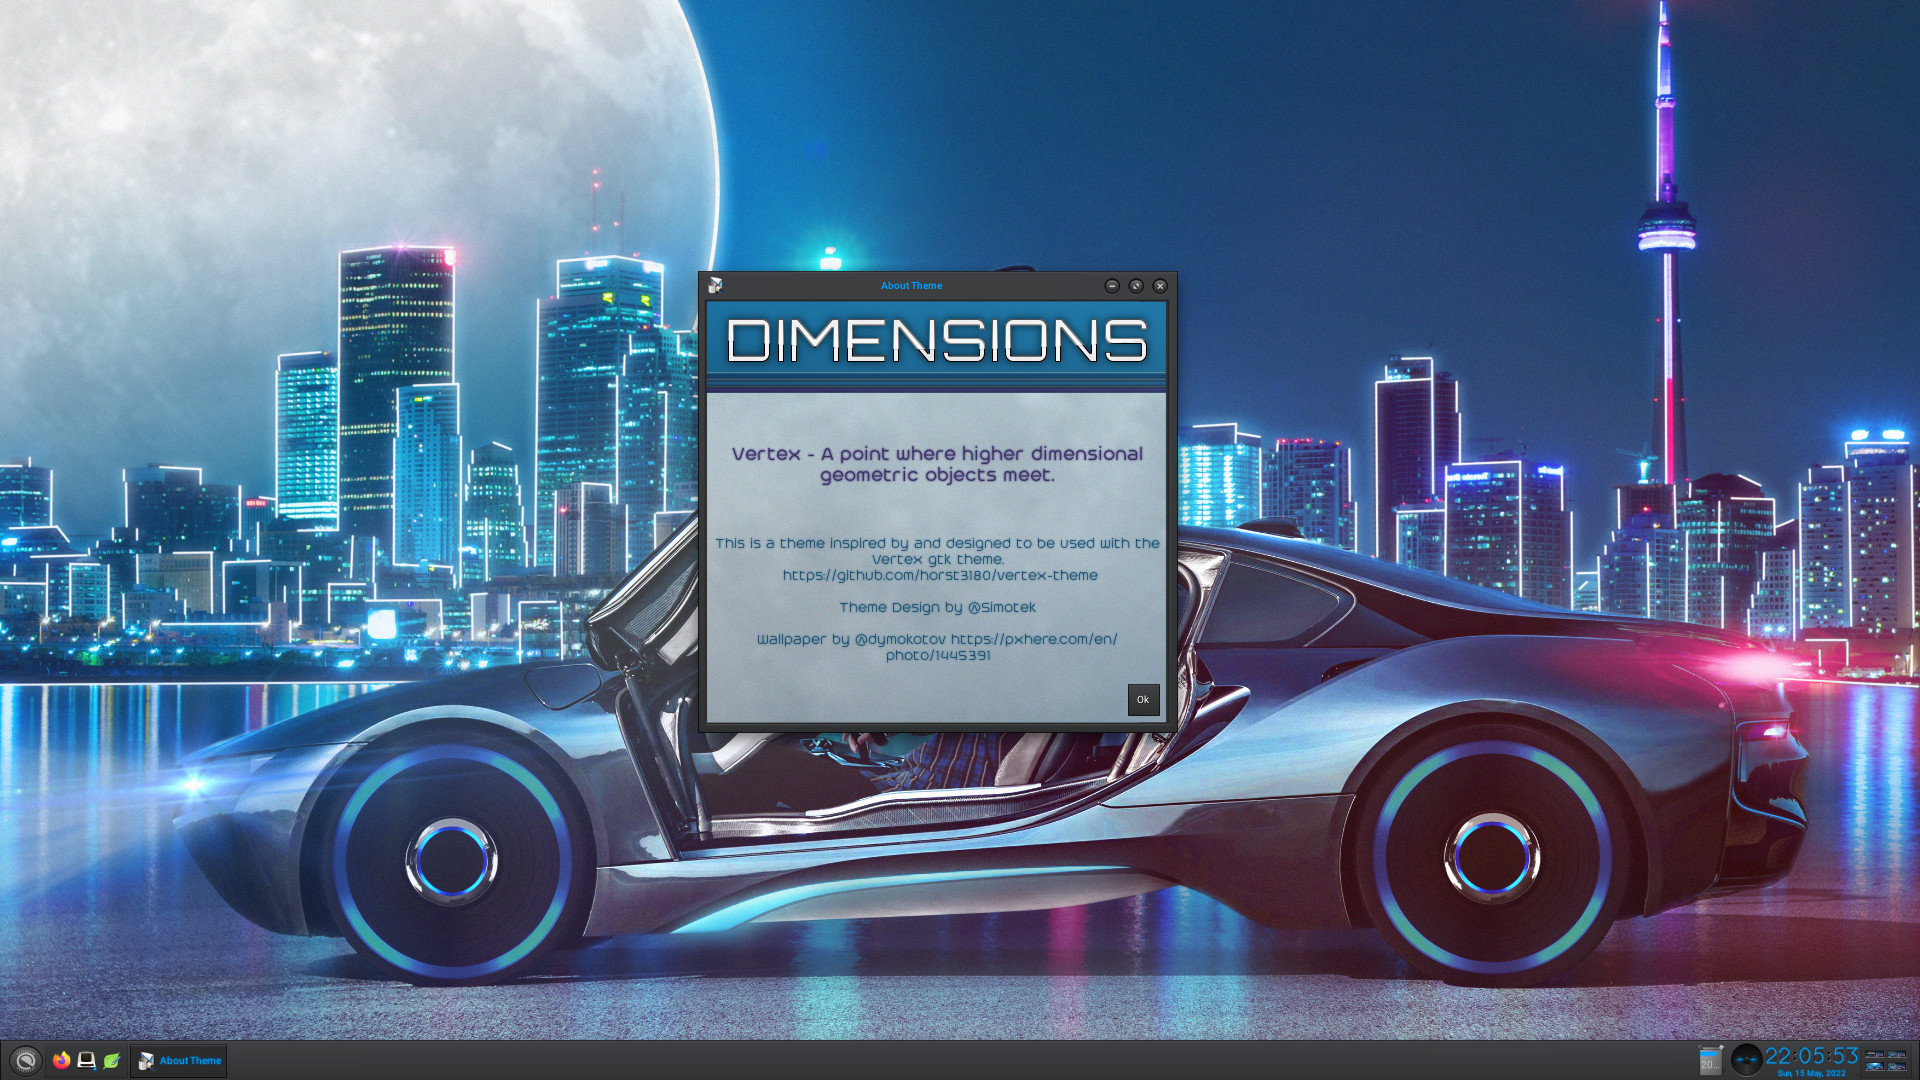 About Theme
DIMENSIONS
Vertex - A point where higher dimensional
geometric objects meet.
This is a theme inspired by and designed to be used with the
Vertex gtk theme.
https://github.com/horst3180/vertex-theme
Theme Design by @Simotek
Wallpaper by @dymokotov https://pxhere.com/en/
photo/1445391
Ok
About Theme
20...
22:05:53
Sun, 15 May, 2022